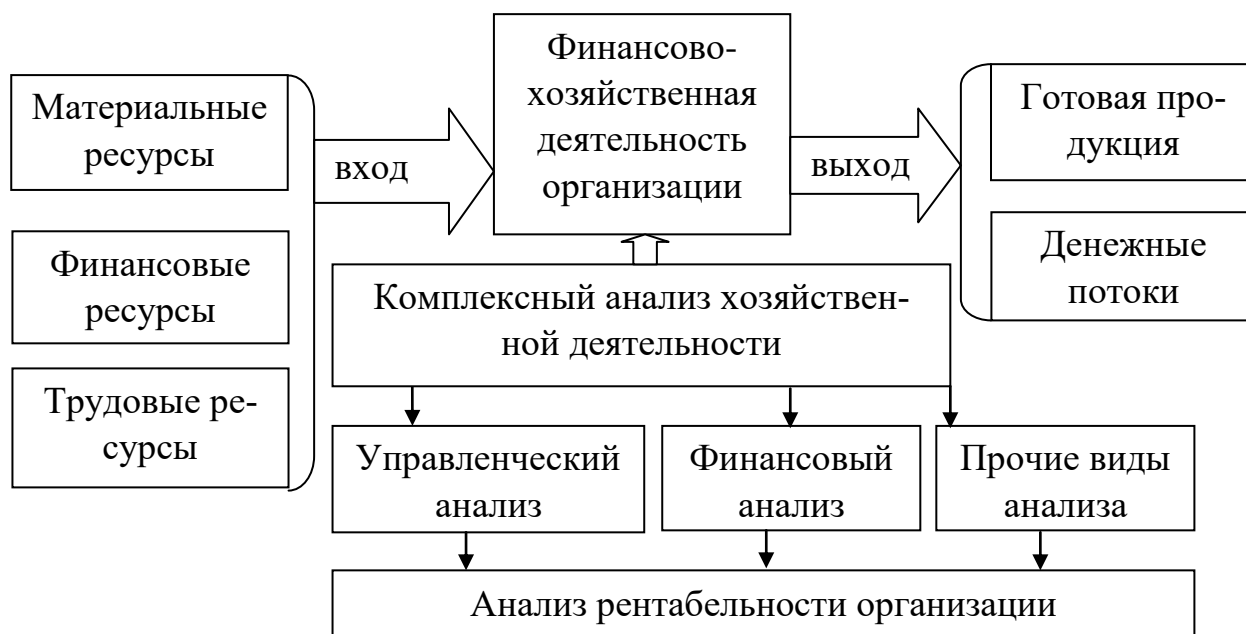 Материальные
ресурсы
Финансовые
ресурсы
Трудовые ре-
сурсы
вход
Финансово-
хозяйственная
деятельность
организации
выход
Готовая про-
дукция
Денежные
потоки
Комплексный анализ хозяйствен-
ной деятельности
Управленческий
анализ
Финансовый
анализ
Прочие виды
анализа
Анализ рентабельности организации